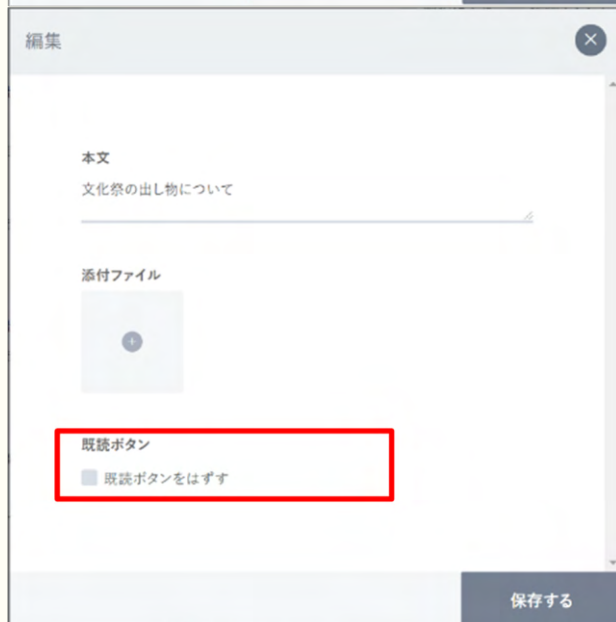 編集
本文
文化祭の出し物について
添付ファイル
既読ボタン
既読ボタンをはずす
保存する